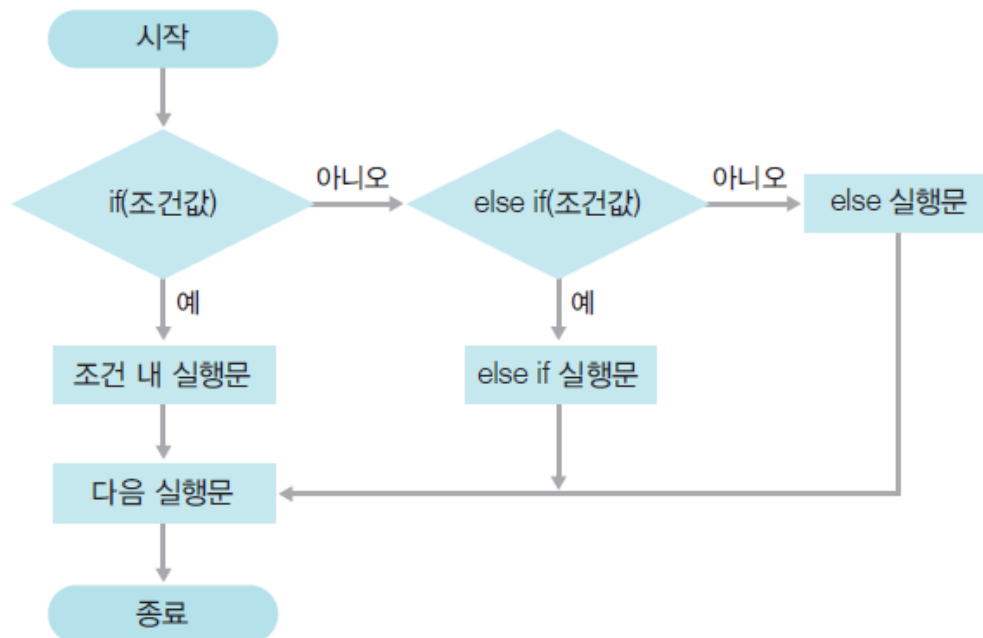 시작
if(조건값)
아니오
else if(조건값)
아니오
else 실행문
예
예
조건 내 실행문
else if 실행문
다음 실행문
종료